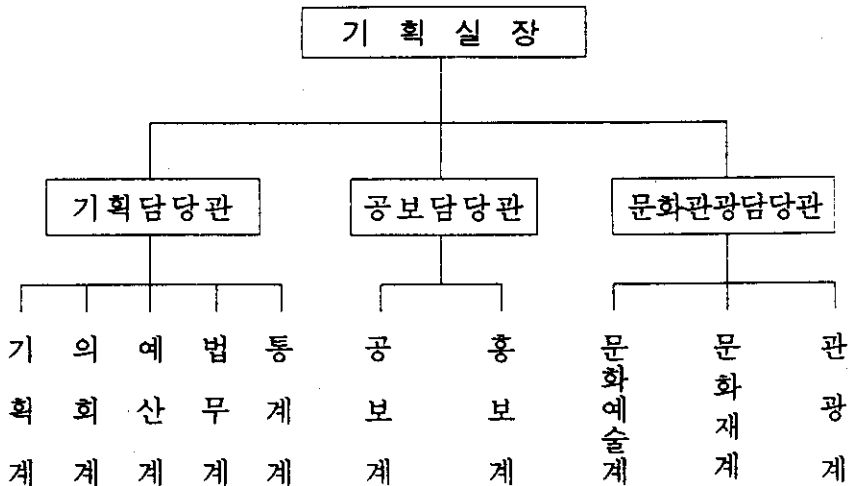 기획실장
기획담당관
공보담당관
문화관광담당관
기획계
의회계
예산계
법무계
통계계
공보계
홍보계
문화예술계
문화재계
관광계